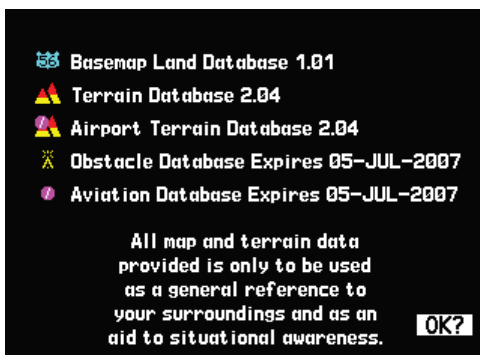 56 Basemap Land Database 1.01
Terrain Database 2.04
Airport Terrain Database 2.04
Obstacle Database Expires 05-JUL-2007
Aviation Database Expires 05-JUL-2007
All map and terrain data
provided is only to be used
as a general reference to
your surroundings and as an
aid to situational awareness.
OK?